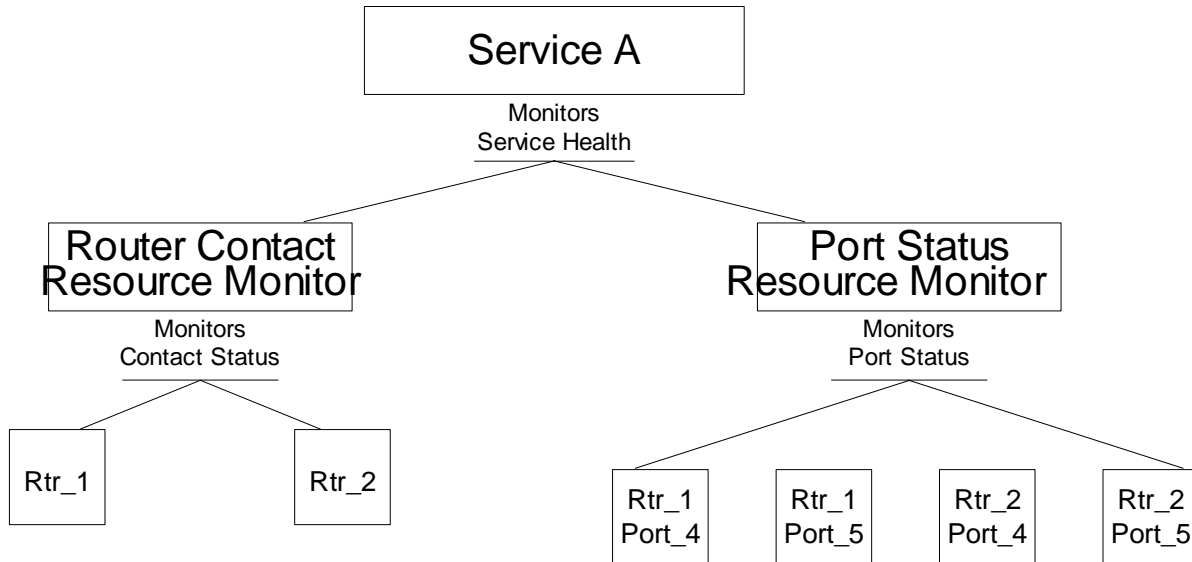 Service A
Monitors
Service Health
Router Contact
Resource Monitor
Port Status
Resource Monitor
Monitors
Contact Status
Monitors
Port Status
Rtr_1
Rtr_2
Rtr_1
Port_4
Rtr_1
Port_5
Rtr_2
Port_4
Rtr_2
Port_5